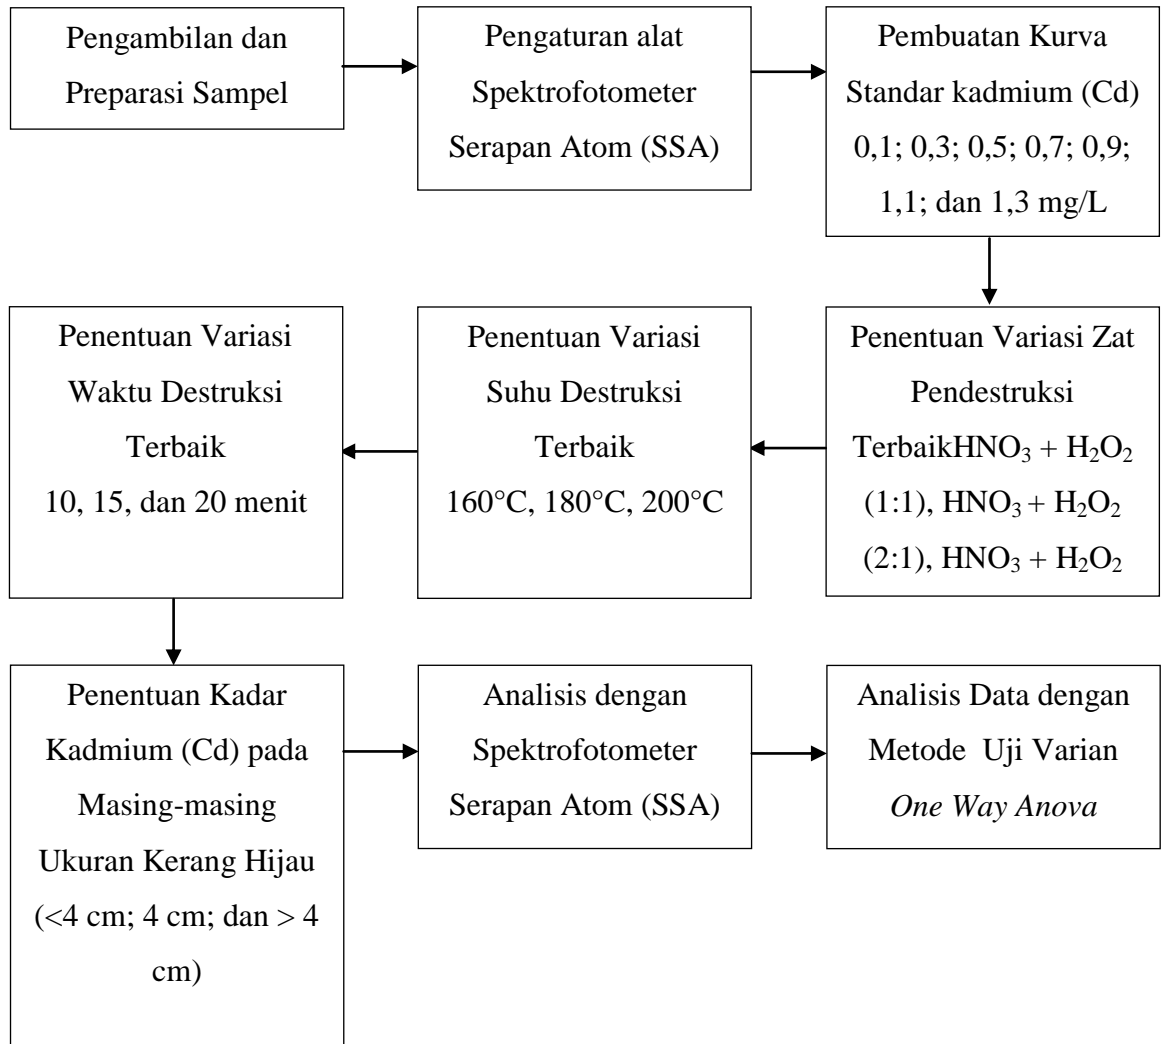 Pengambilan dan
Preparasi Sampel
Pengaturan alat
Spektrofotometer
Serapan Atom (SSA)
Pembuatan Kurva
Standar kadmium (Cd)
0,1; 0,3; 0,5; 0,7; 0,9;
1,1; dan 1,3 mg/L
Penentuan Variasi Zat
Pendestruksi
TerbaikHNO₃ + H₂O₂
(1:1), HNO₃ + H₂O₂
(2:1), HNO₃ + H₂O₂
Penentuan Variasi
Suhu Destruksi
Terbaik
160°C, 180°C, 200°C
Penentuan Variasi
Waktu Destruksi
Terbaik
10, 15, dan 20 menit
Penentuan Kadar
Kadmium (Cd) pada
Masing-masing
Ukuran Kerang Hijau
(<4 cm; 4 cm; dan > 4
cm)
Analisis dengan
Spektrofotometer
Serapan Atom (SSA)
Analisis Data dengan
Metode Uji Varian
One Way Anova